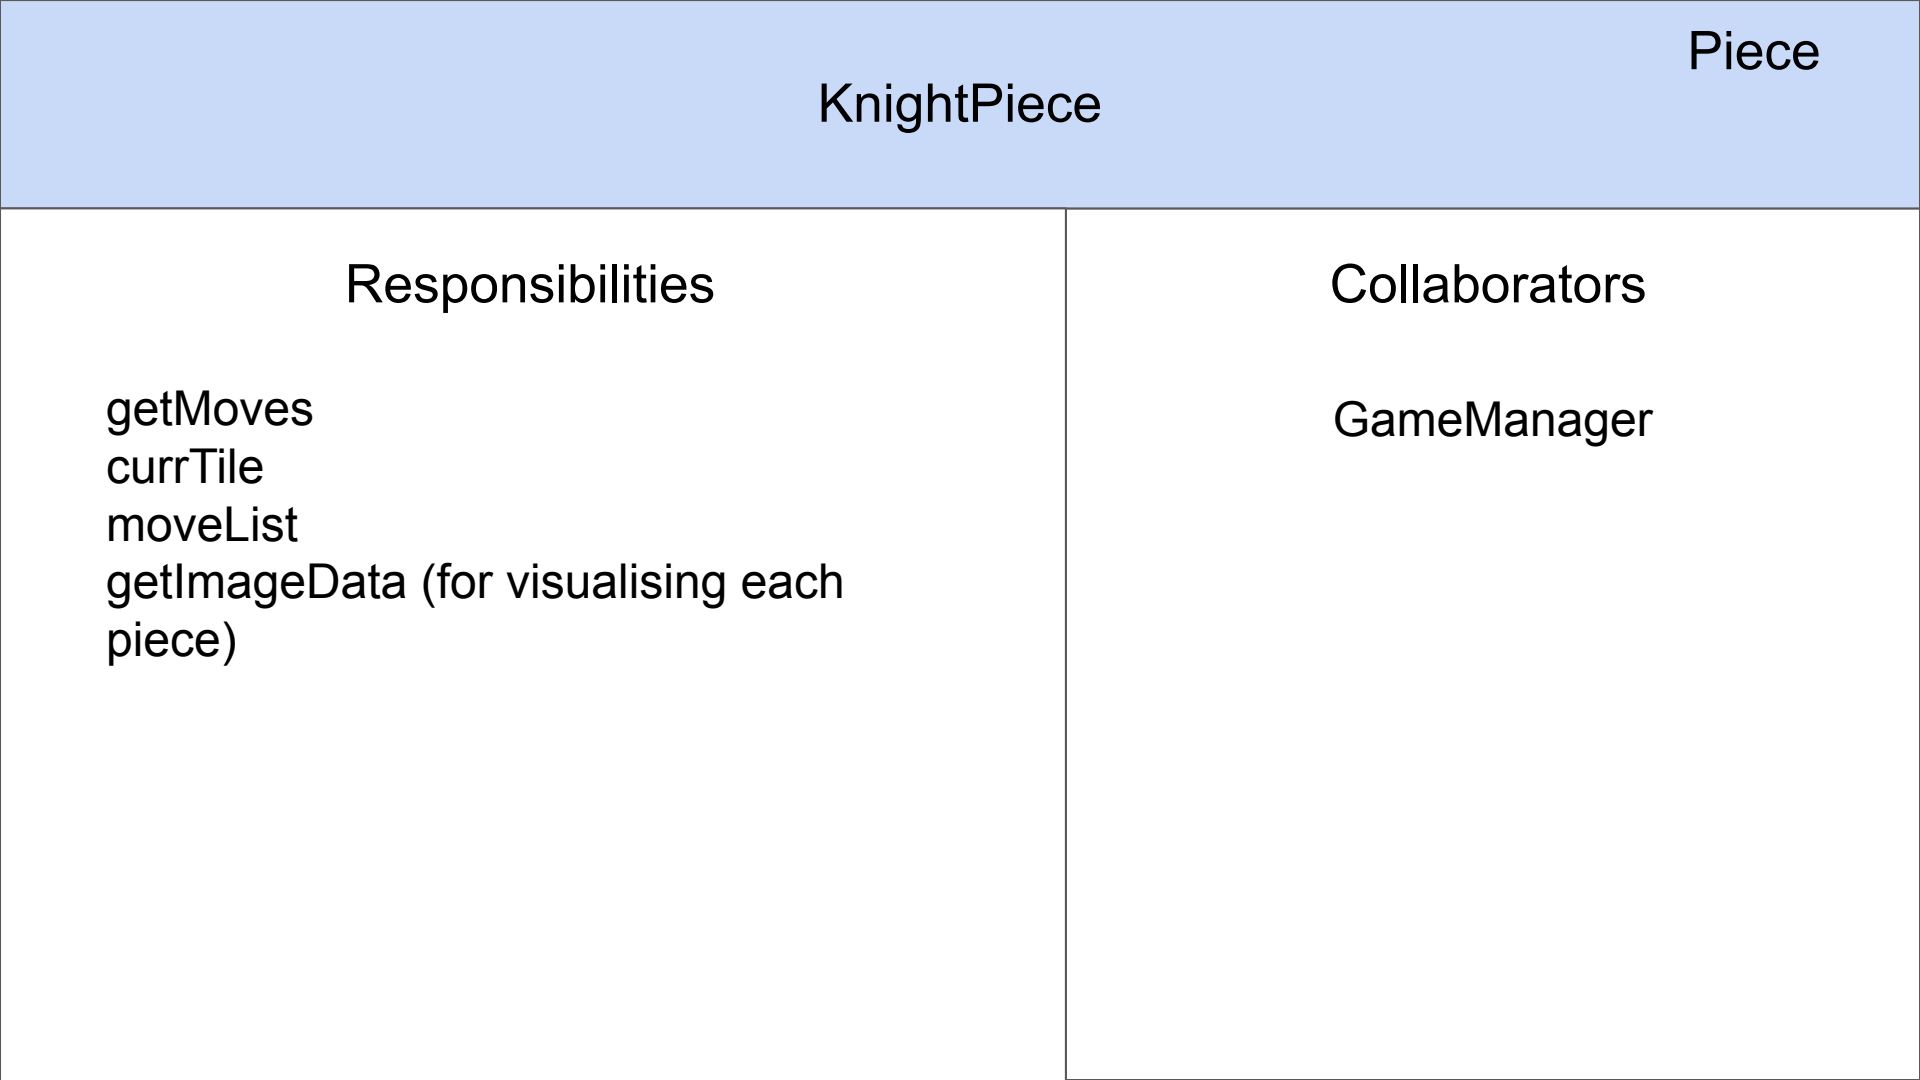 Piece
KnightPiece
Responsibilities
getMoves
currTile
moveList
getImageData (for visualising each
piece)
Collaborators
GameManager